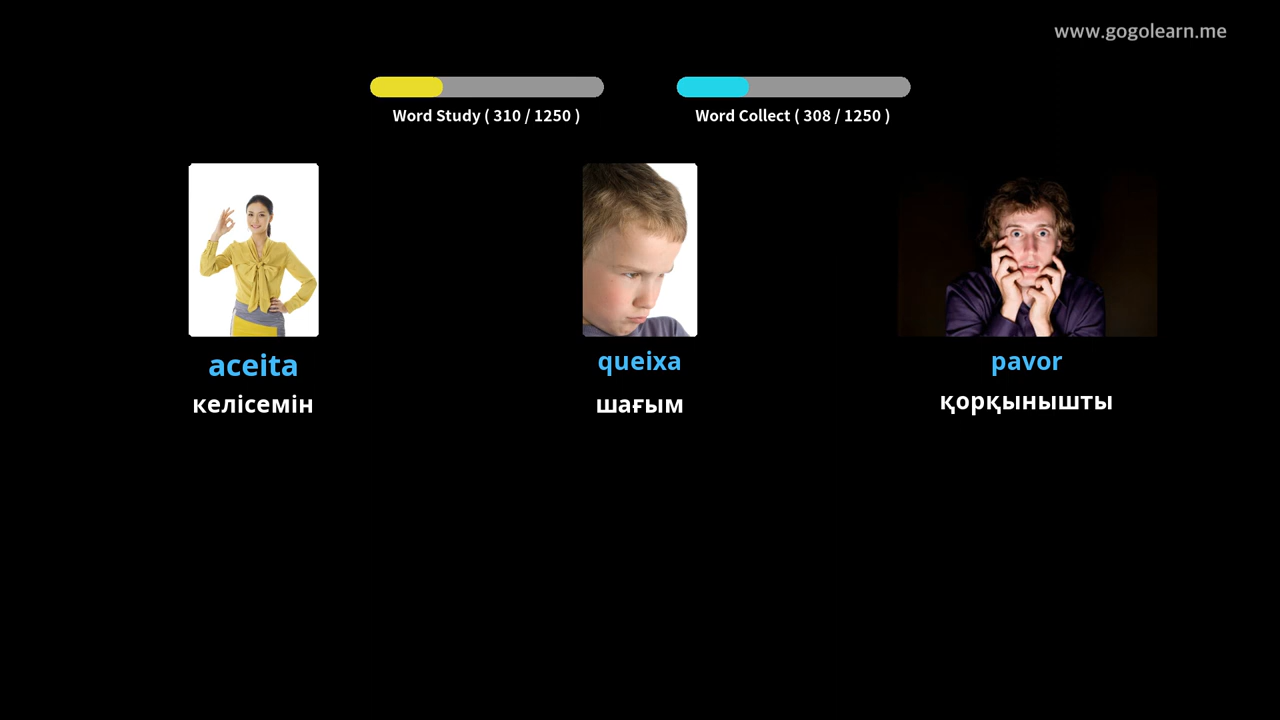 www.gogolearn.me
Word Study ( 310 / 1250 )
Word Collect ( 308 / 1250 )
aceita
queixa
pavor
келісемін
шағым
қорқынышты